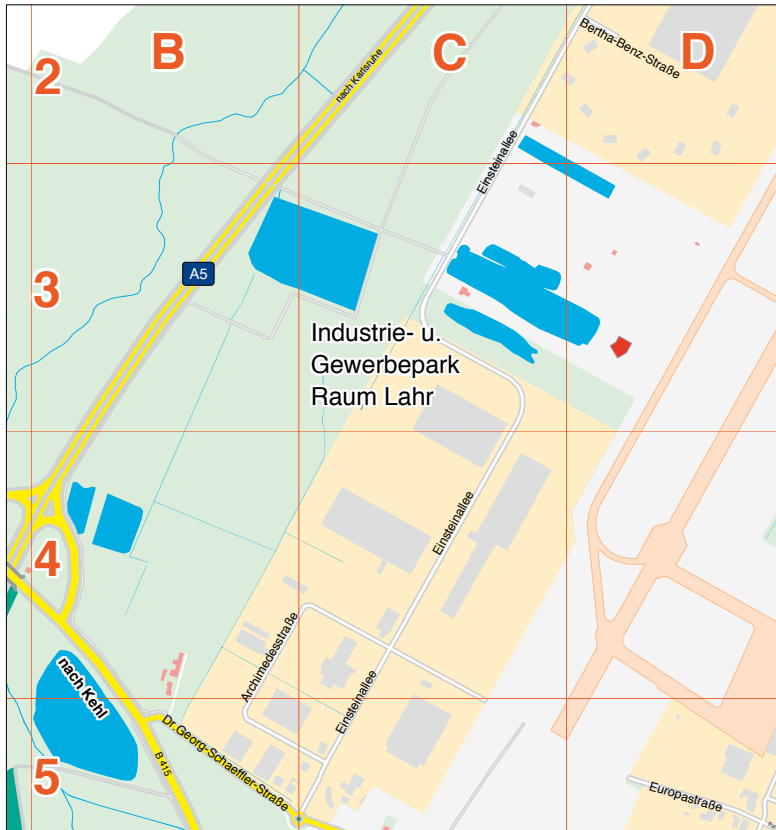 B
C
D
2
Bertha-Benz-Straße
nach Karlsruhe
Einsteinallee
3
A5
Industrie- u.
Gewerbepark
Raum Lahr
4
Einsteinallee
Archimedesstraße
nach Kehl
Einsteinallee
Dr.Georg-Schaeffler-Straße
B 415
5
Europastraße